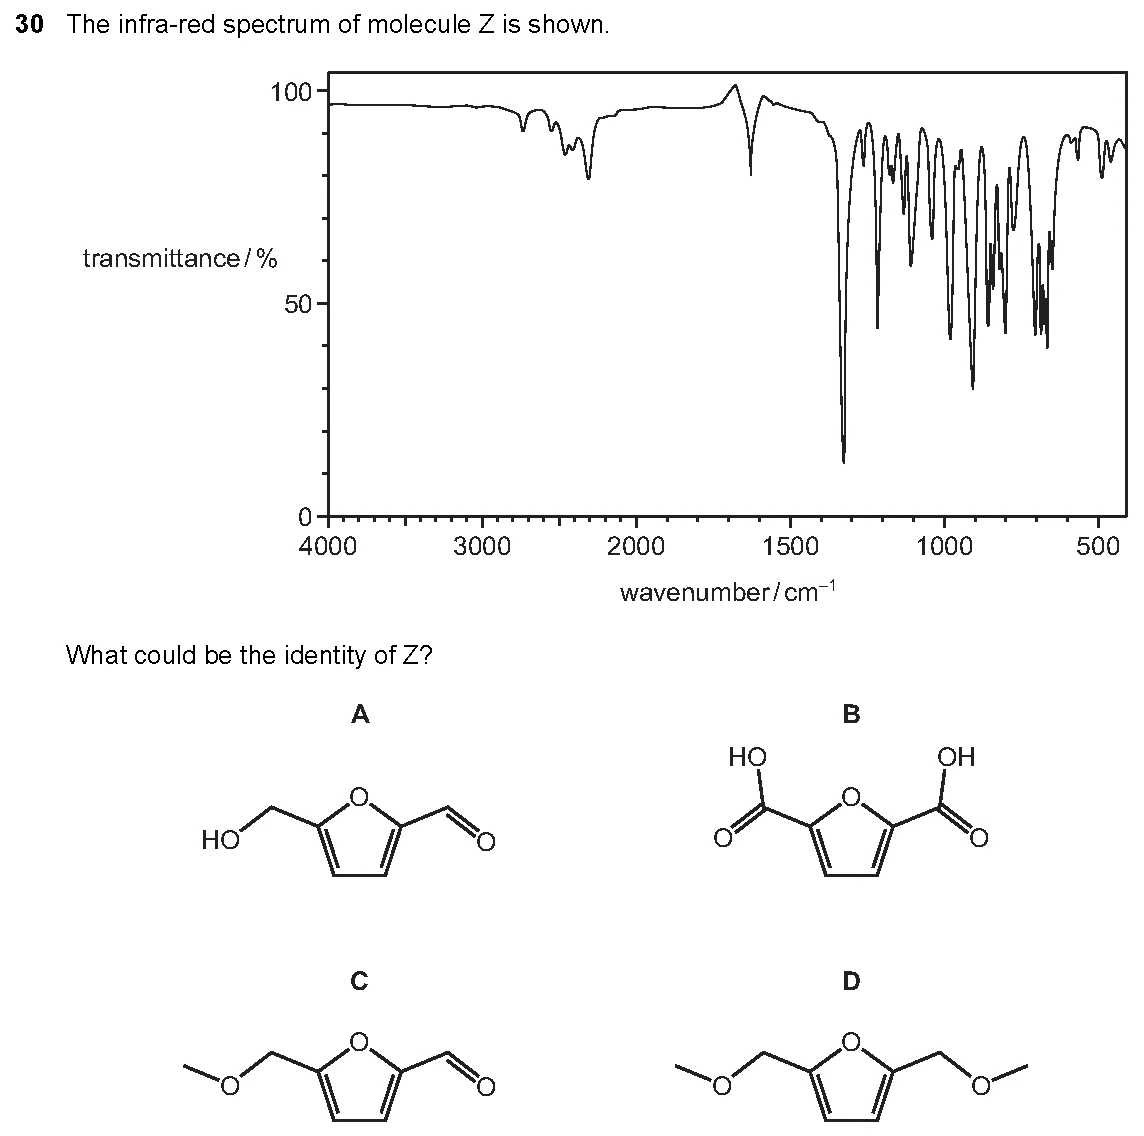 30 The infra-red spectrum of molecule Z is shown.
100
transmittance / %
50
0
4000 3000 2000 1500 1000 500
wavenumber / cm⁻¹
What could be the identity of Z?
A B
HO OH
O O
HO O O O
C D
O O
O O O O